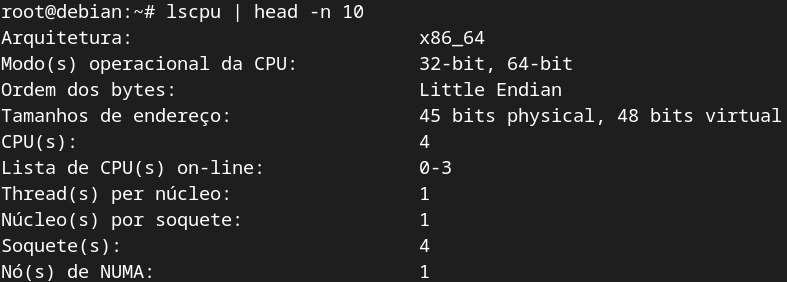 root@debian:~# lscpu | head -n 10
Arquitetura: x86_64
Modo(s) operacional da CPU: 32-bit, 64-bit
Ordem dos bytes: Little Endian
Tamanhos de endereço: 45 bits physical, 48 bits virtual
CPU(s): 4
Lista de CPU(s) on-line: 0-3
Thread(s) per núcleo: 1
Núcleo(s) por soquete: 1
Soquete(s): 4
Nó(s) de NUMA: 1